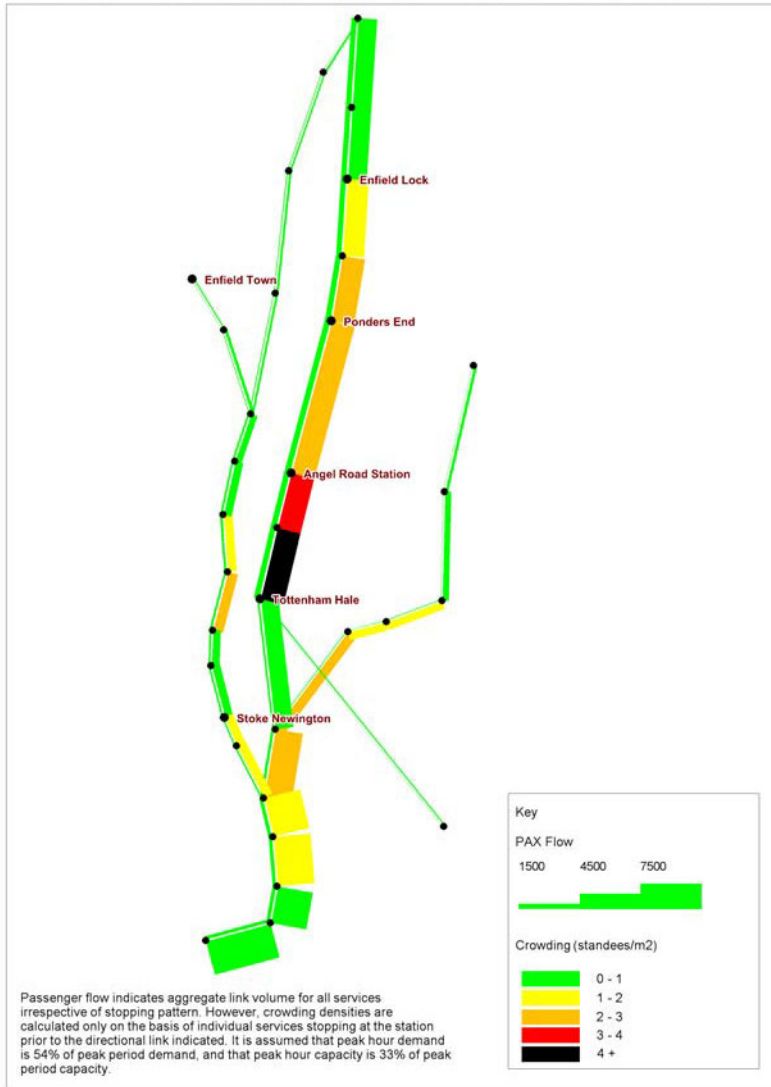 Enfield Lock
Enfield Town
Ponders End
Angel Road Station
Tottenham Hale
Stoke Newington
Key
PAX Flow
1500 4500 7500
Crowding (standees/m2)
0 - 1
1 - 2
2 - 3
3 - 4
4 +
Passenger flow indicates aggregate link volume for all services
irrespective of stopping pattern. However, crowding densities are
calculated only on the basis of individual services stopping at the station
prior to the directional link indicated. It is assumed that peak hour demand
is 54% of peak period demand, and that peak hour capacity is 33% of peak
period capacity.